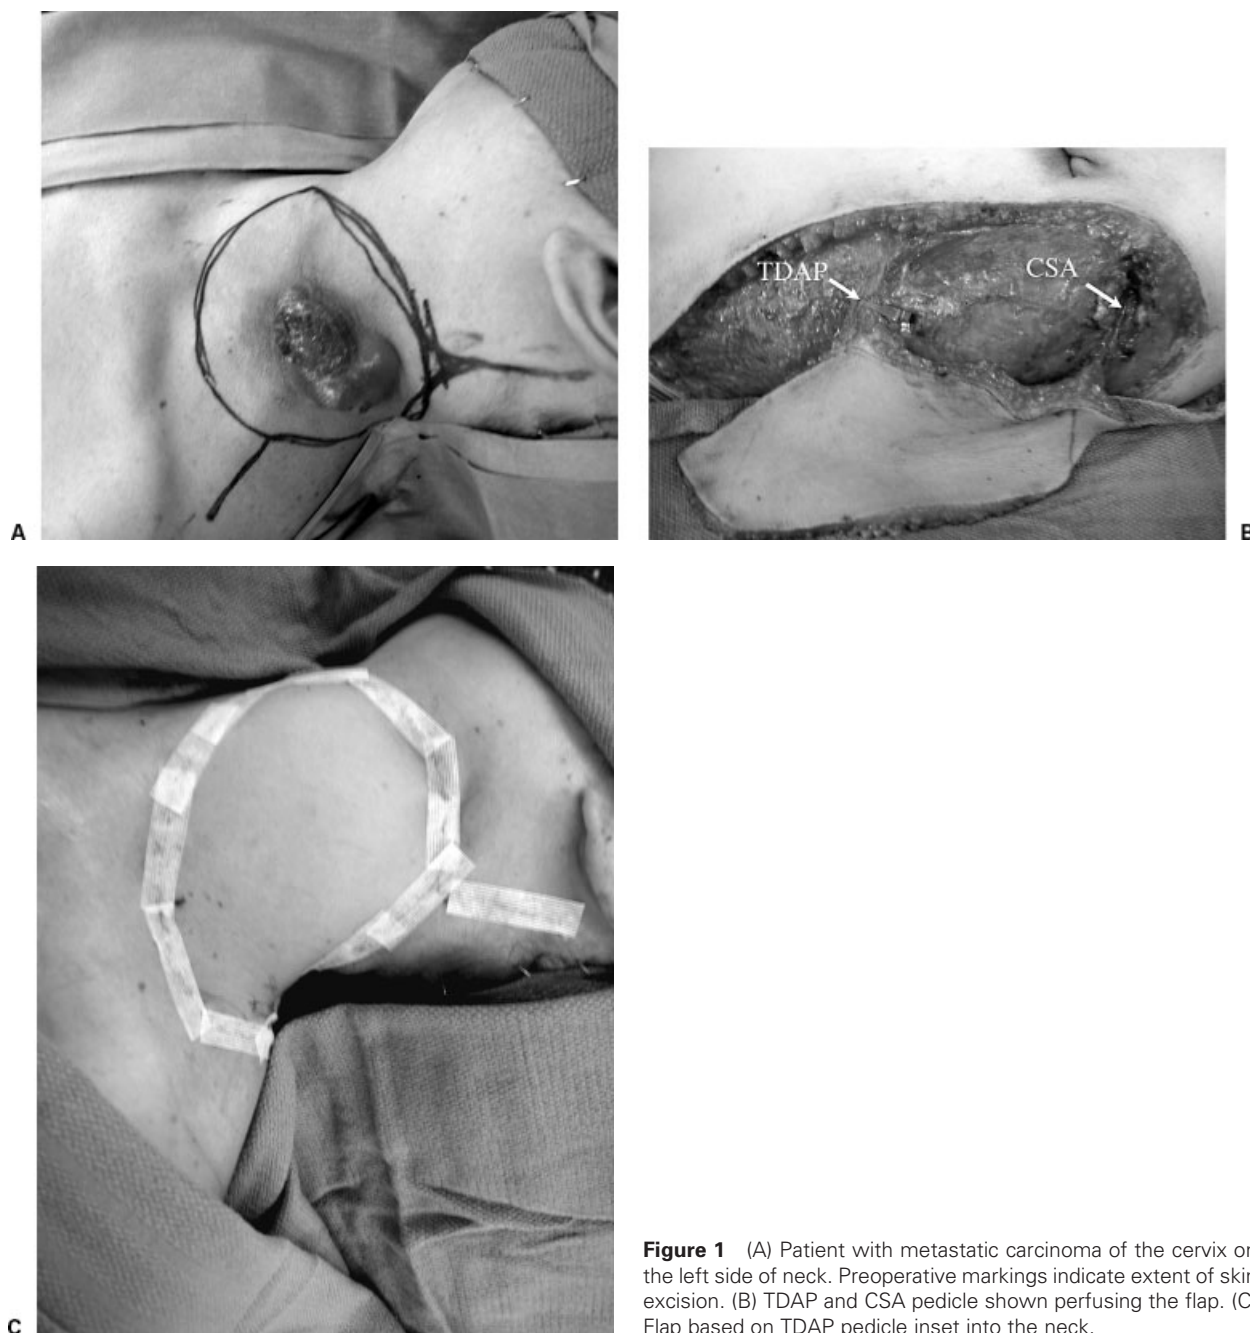 A
TDAP
CSA
B
C
Figure 1 (A) Patient with metastatic carcinoma of the cervix on
the left side of neck. Preoperative markings indicate extent of skin
excision. (B) TDAP and CSA pedicle shown perfusing the flap. (C)
Flap based on TDAP pedicle inset into the neck.